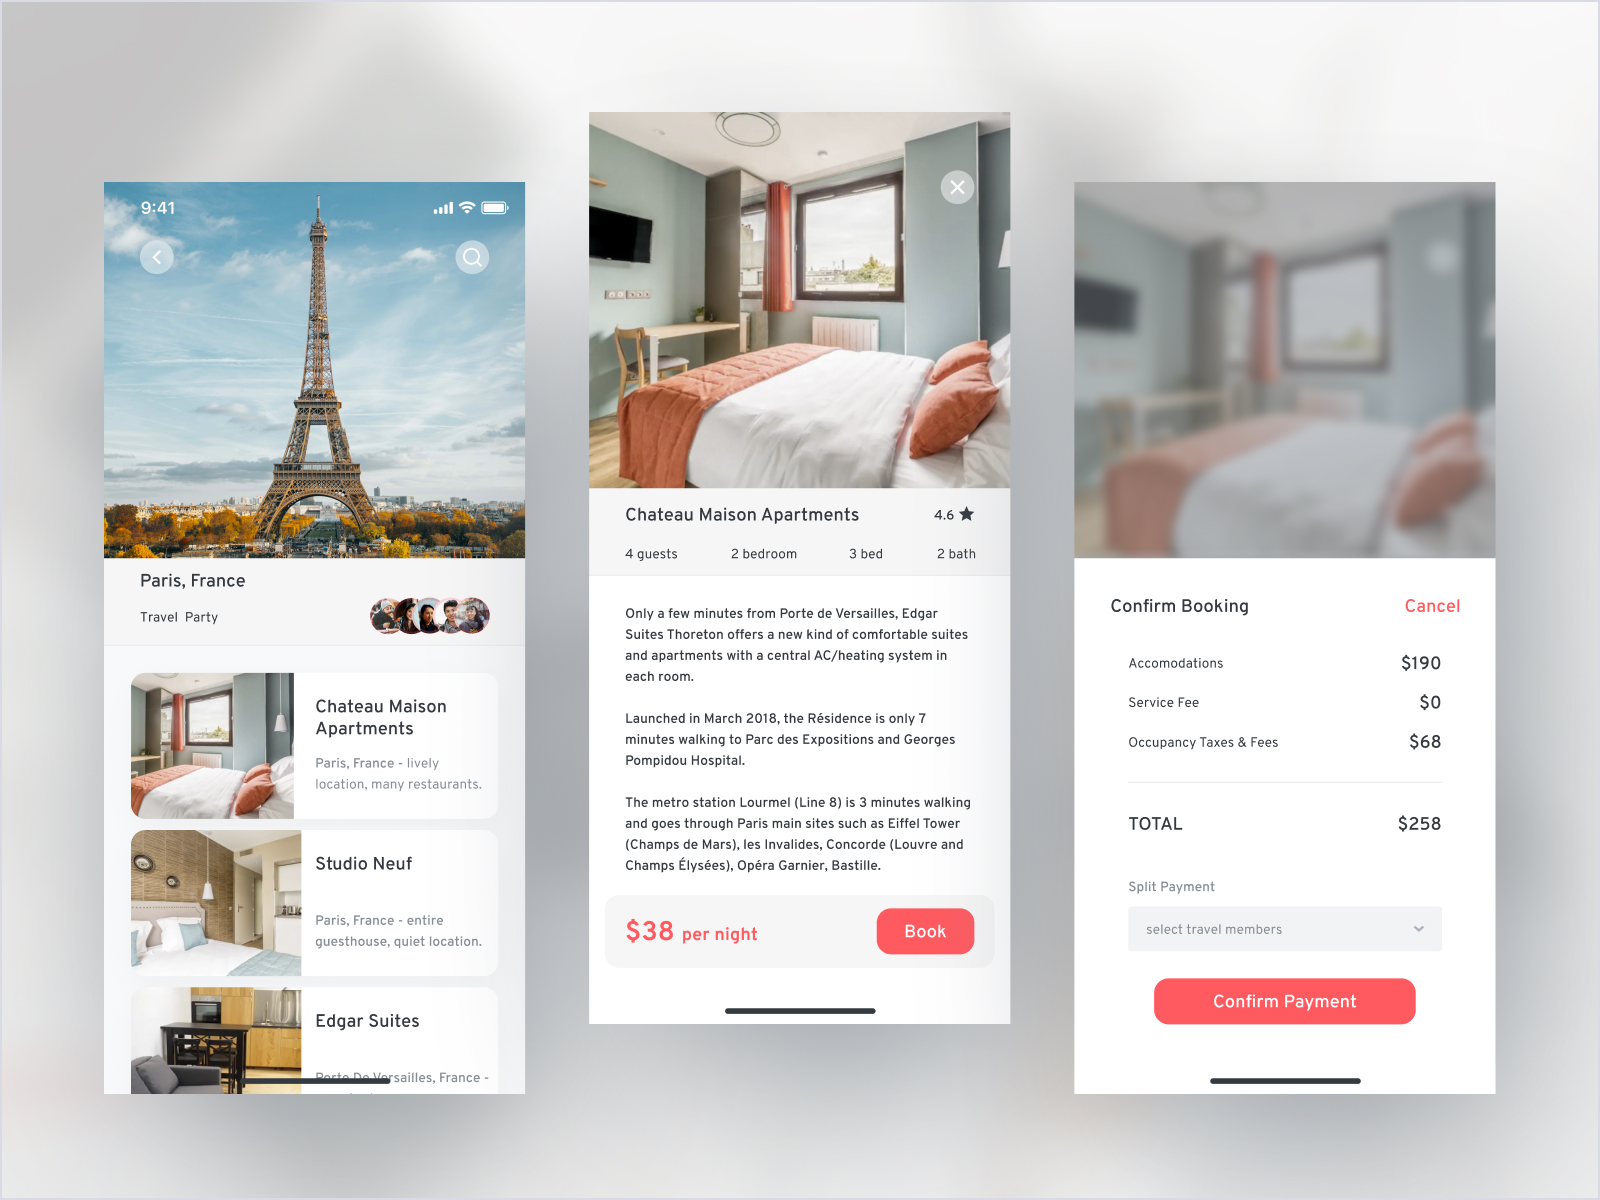 9:41
Paris, France
Travel Party
Chateau Maison
Apartments
Paris, France - lively
location, many restaurants.
Studio Neuf
Paris, France - entire
guesthouse, quiet location.
Edgar Suites
Porte De Versailles, France -
Chateau Maison Apartments
4.6
4 guests
2 bedroom
3 bed
2 bath
Only a few minutes from Porte de Versailles, Edgar
Suites Thoreton offers a new kind of comfortable suites
and apartments with a central AC/heating system in
each room.
Launched in March 2018, the Résidence is only 7
minutes walking to Parc des Expositions and Georges
Pompidou Hospital.
The metro station Lourmel (Line 8) is 3 minutes walking
and goes through Paris main sites such as Eiffel Tower
(Champs de Mars), les Invalides, Concorde (Louvre and
Champs Élysées), Opéra Garnier, Bastille.
$38 per night
Book
Confirm Booking
Cancel
Accomodations
$190
Service Fee
$0
Occupancy Taxes & Fees
$68
TOTAL
$258
Split Payment
select travel members
Confirm Payment